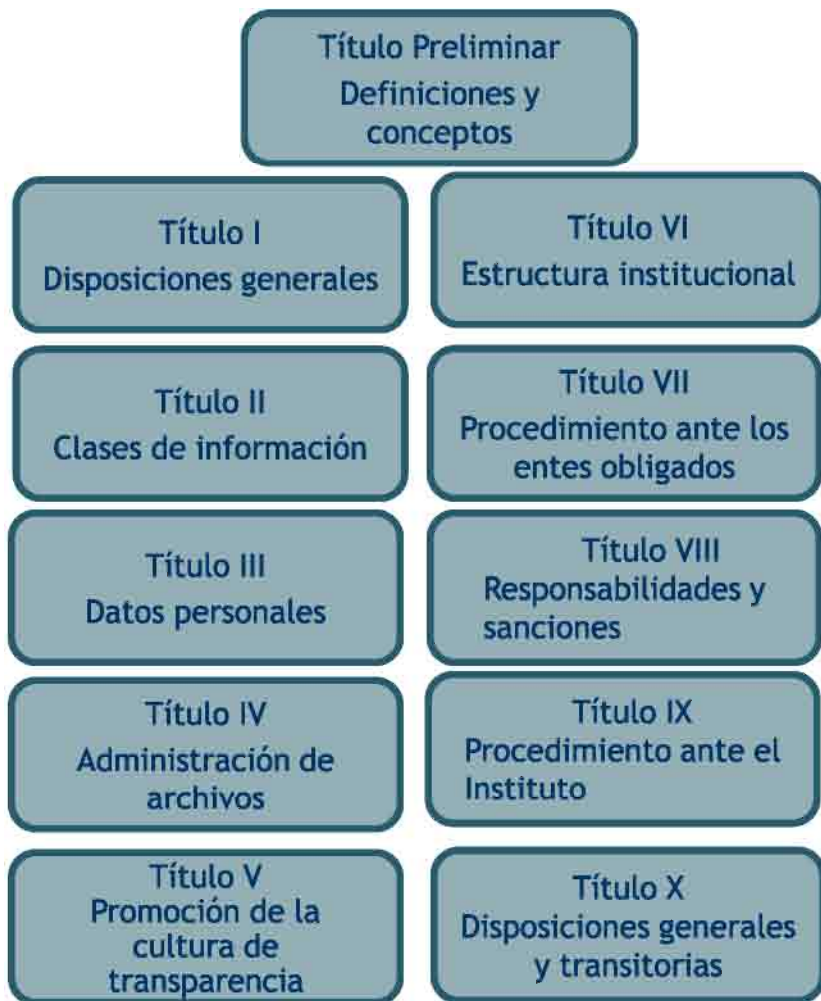 Título Preliminar
Definiciones y
conceptos
Título I
Disposiciones generales
Título II
Clases de información
Título III
Datos personales
Título IV
Administración de
archivos
Título V
Promoción de la
cultura de
transparencia
Título VI
Estructura institucional
Título VII
Procedimiento ante los
entes obligados
Título VIII
Responsabilidades y
sanciones
Título IX
Procedimiento ante el
Instituto
Título X
Disposiciones generales
y transitorias